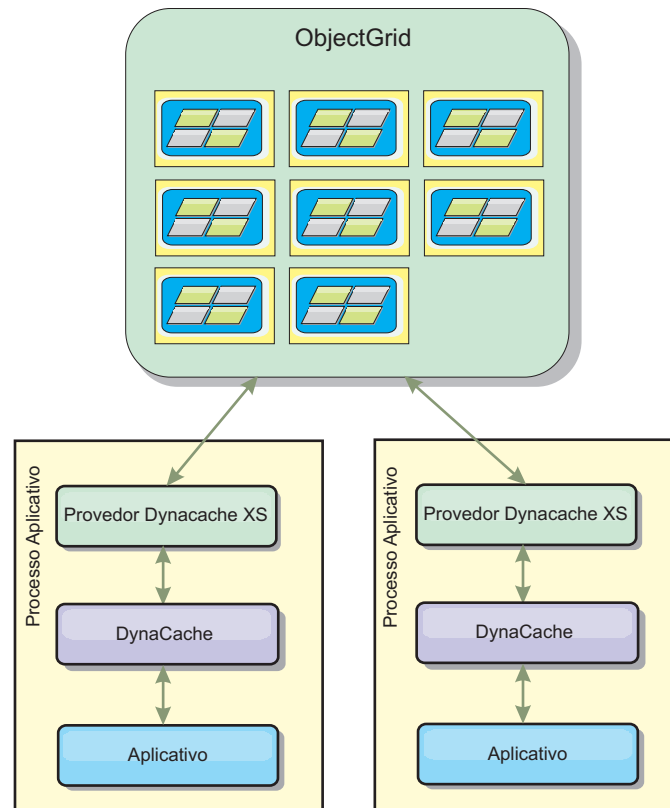 ObjectGrid
Processo Aplicativo
Provedor Dynacache XS
DynaCache
Aplicativo
Processo Aplicativo
Provedor Dynacache XS
DynaCache
Aplicativo